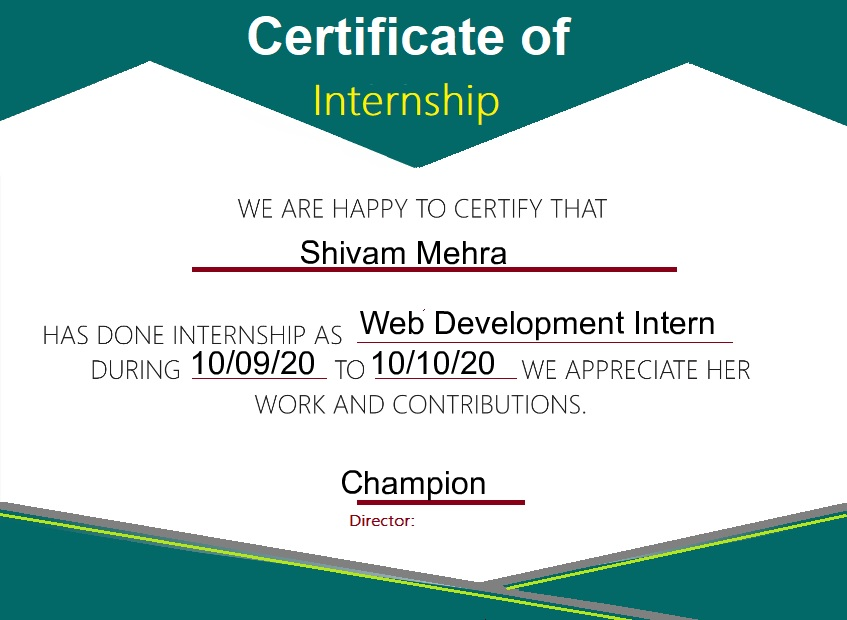 Certificate of
Internship
WE ARE HAPPY TO CERTIFY THAT
Shivam Mehra
HAS DONE INTERNSHIP AS Web Development Intern
DURING 10/09/20 TO 10/10/20 WE APPRECIATE HER
WORK AND CONTRIBUTIONS.
Champion
Director: